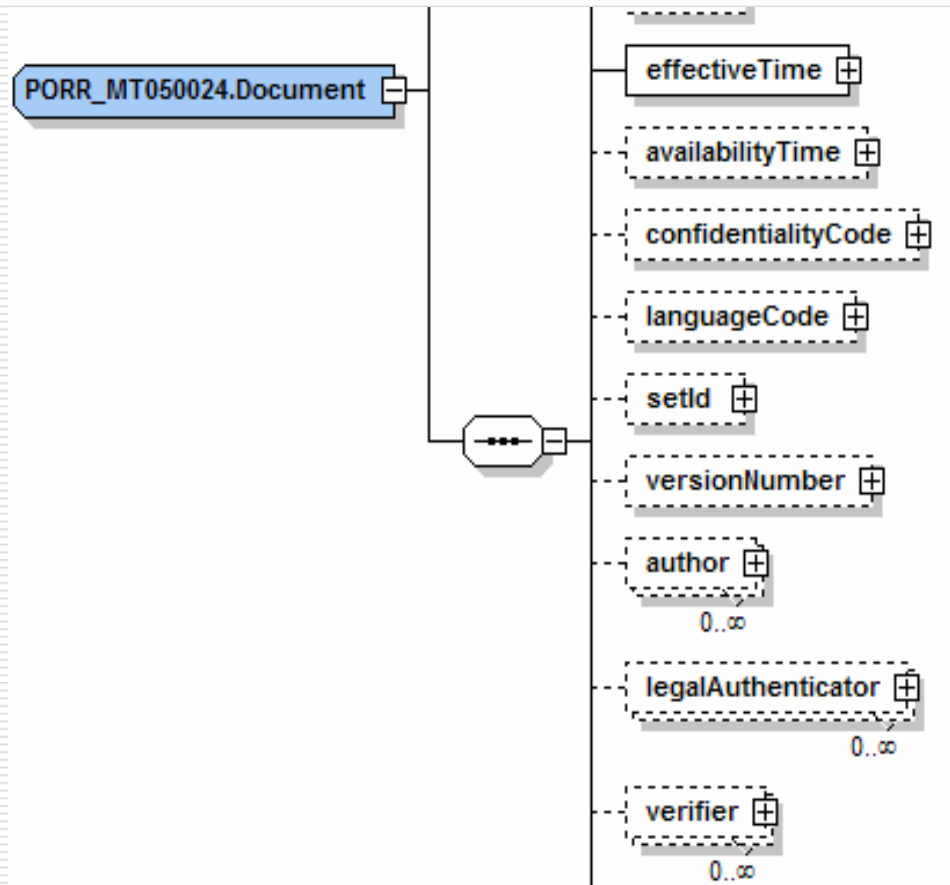 PORR_MT050024.Document
effectiveTime
availabilityTime
confidentialityCode
languageCode
setId
versionNumber
author
0..∞
legalAuthenticator
0..∞
verifier
0..∞